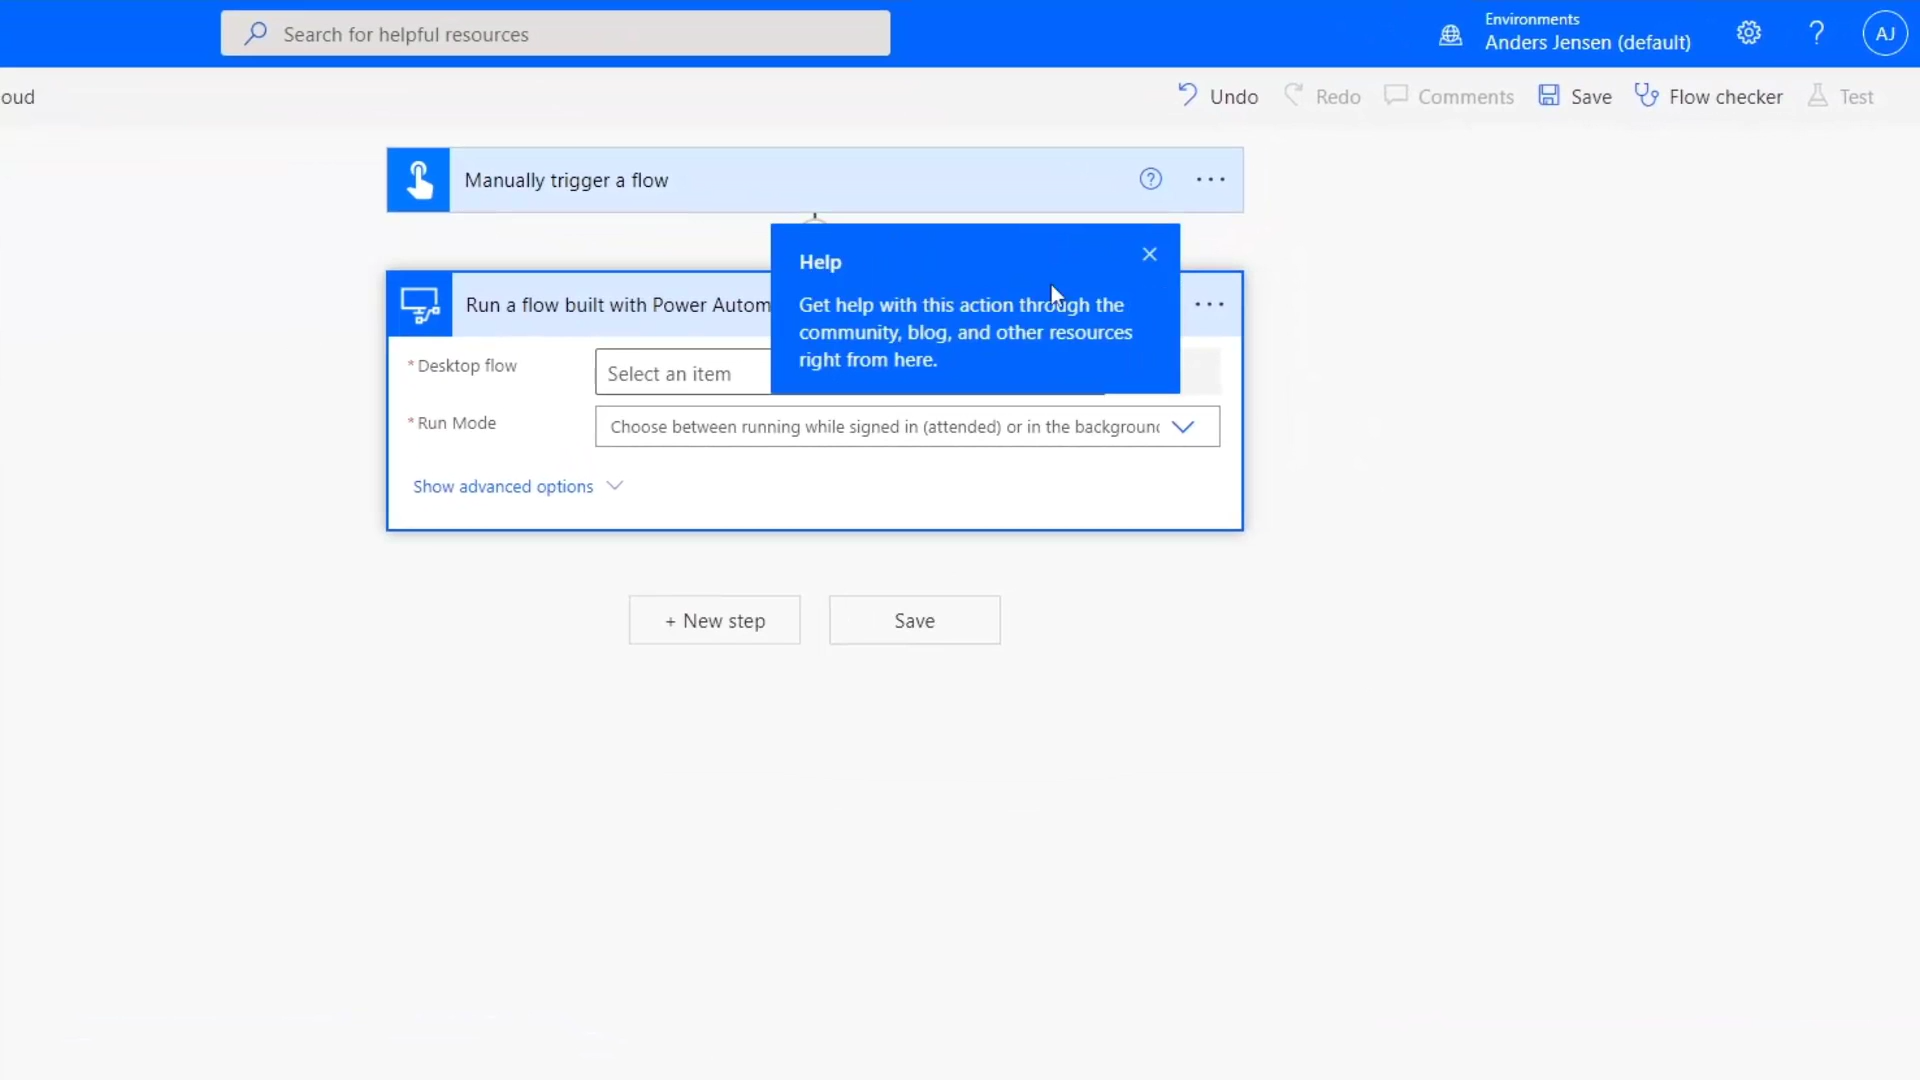 Search for helpful resources
Environments
Anders Jensen (default)
?
AJ
oud
Undo
Redo
Comments
Save
Flow checker
Test
Manually trigger a flow
?
...
Help
Get help with this action through the
community, blog, and other resources
right from here.
Run a flow built with Power Autom
...
* Desktop flow
Select an item
* Run Mode
Choose between running while signed in (attended) or in the background
Show advanced options
+ New step
Save